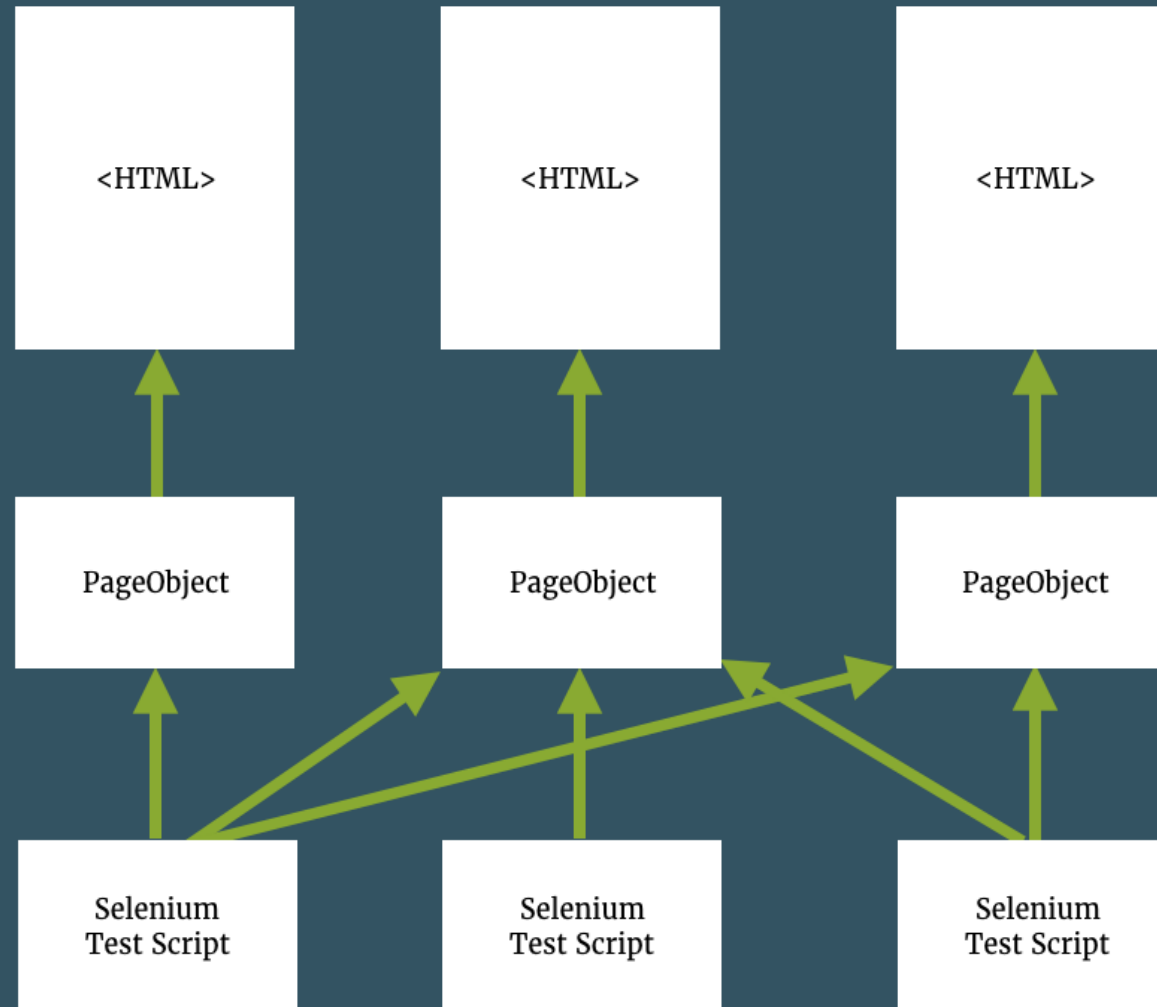 <HTML>
<HTML>
<HTML>
PageObject
PageObject
PageObject
Selenium
Test Script
Selenium
Test Script
Selenium
Test Script